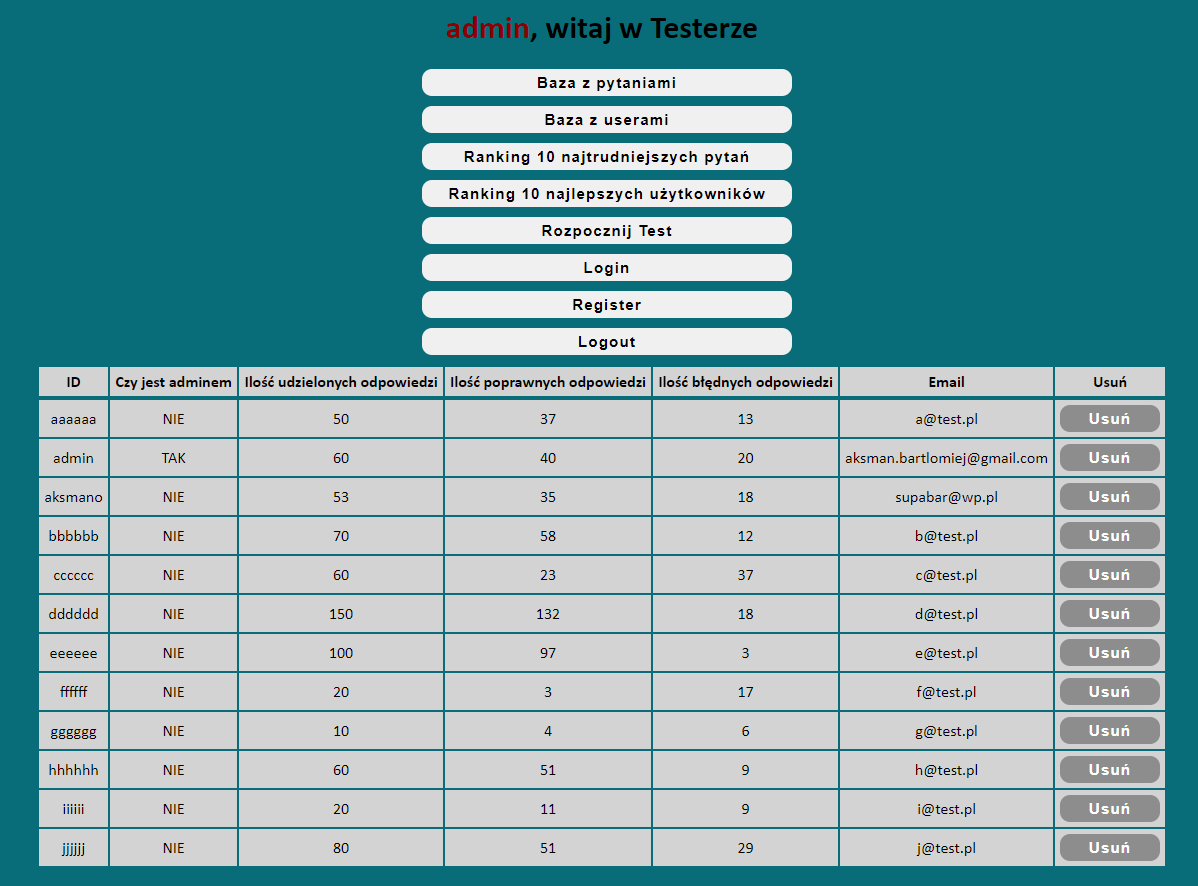 admin, witaj w Testerze
Baza z pytaniami
Baza z userami
Ranking 10 najtrudniejszych pytań
Ranking 10 najlepszych użytkowników
Rozpocznij Test
Login
Register
Logout
ID Czy jest adminem Ilość udzielonych odpowiedzi Ilość poprawnych odpowiedzi Ilość błędnych odpowiedzi Email Usuń
aaaaaa NIE 50 37 13 a@test.pl Usuń
admin TAK 60 40 20 aksman.bartlomiej@gmail.com Usuń
aksmano NIE 53 35 18 supabar@wp.pl Usuń
bbbbbb NIE 70 58 12 b@test.pl Usuń
cccccc NIE 60 23 37 c@test.pl Usuń
dddddd NIE 150 132 18 d@test.pl Usuń
eeeeee NIE 100 97 3 e@test.pl Usuń
ffffff NIE 20 3 17 f@test.pl Usuń
gggggg NIE 10 4 6 g@test.pl Usuń
hhhhhh NIE 60 51 9 h@test.pl Usuń
iiiiii NIE 20 11 9 i@test.pl Usuń
jjjjjj NIE 80 51 29 j@test.pl Usuń